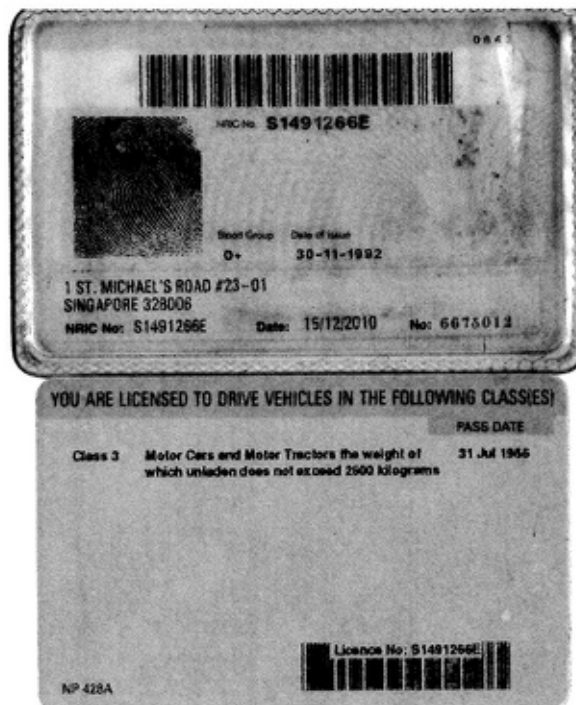 NRIC No. S1491266E
Blood Group Date of issue
O+ 30-11-1992
1 ST. MICHAEL'S ROAD #23-01
SINGAPORE 328006
NRIC No: S1491266E Date: 15/12/2010 No: 6675012
YOU ARE LICENSED TO DRIVE VEHICLES IN THE FOLLOWING CLASS(ES)
PASS DATE
Class 3 Motor Cars and Motor Tractors the weight of 31 Jul
which unladen does not exceed 2500 kilograms
Licence No: S1491266E
NP 428A